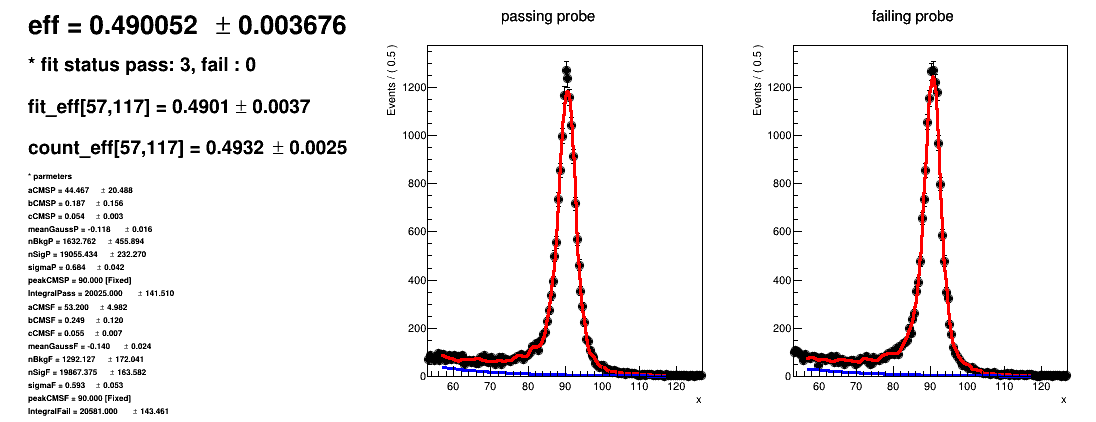 eff = 0.490052 ± 0.003676
* fit status pass: 3, fail : 0
fit_eff[57,117] = 0.4901 ± 0.0037
count_eff[57,117] = 0.4932 ± 0.0025
* parmeters
aCMSP = 44.467 ± 20.488
bCMSP = 0.187 ± 0.156
cCMSP = 0.054 ± 0.003
meanGaussP = -0.118 ± 0.016
nBkgP = 1632.762 ± 455.894
nSigP = 19055.434 ± 232.270
sigmaP = 0.684 ± 0.042
peakCMSP = 90.000 [Fixed]
IntegralPass = 20025.000 ± 141.510
aCMSF = 53.200 ± 4.982
bCMSF = 0.249 ± 0.120
cCMSF = 0.055 ± 0.007
meanGaussF = -0.140 ± 0.024
nBkgF = 1292.127 ± 172.041
nSigF = 19867.375 ± 163.582
sigmaF = 0.593 ± 0.053
peakCMSF = 90.000 [Fixed]
IntegralFail = 20581.000 ± 143.461
passing probe
Events / ( 0.5 )
1200
1000
800
600
400
200
0
60 70 80 90 100 110 120
x
failing probe
Events / ( 0.5 )
1200
1000
800
600
400
200
0
60 70 80 90 100 110 120
x